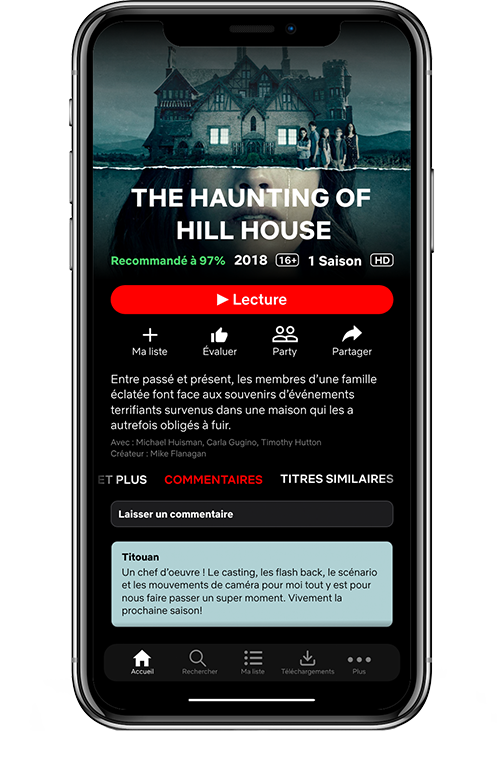 THE HAUNTING OF
HILL HOUSE
Recommandé à 97% 2018 16+ 1 Saison HD
Lecture
Ma liste Évaluer Party Partager
Entre passé et présent, les membres d'une famille
éclatée font face aux souvenirs d'événements
terrifiants survenus dans une maison qui les a
autrefois obligés à fuir.
Avec : Michael Huisman, Carla Gugino, Timothy Hutton
Créateur : Mike Flanagan
ET PLUS COMMENTAIRES TITRES SIMILAIRES
Laisser un commentaire
Titouan
Un chef d'oeuvre ! Le casting, les flash back, le scénario
et les mouvements de caméra pour moi tout y est pour
nous faire passer un super moment. Vivement la
prochaine saison!
Accueil Rechercher Ma liste Téléchargements Plus